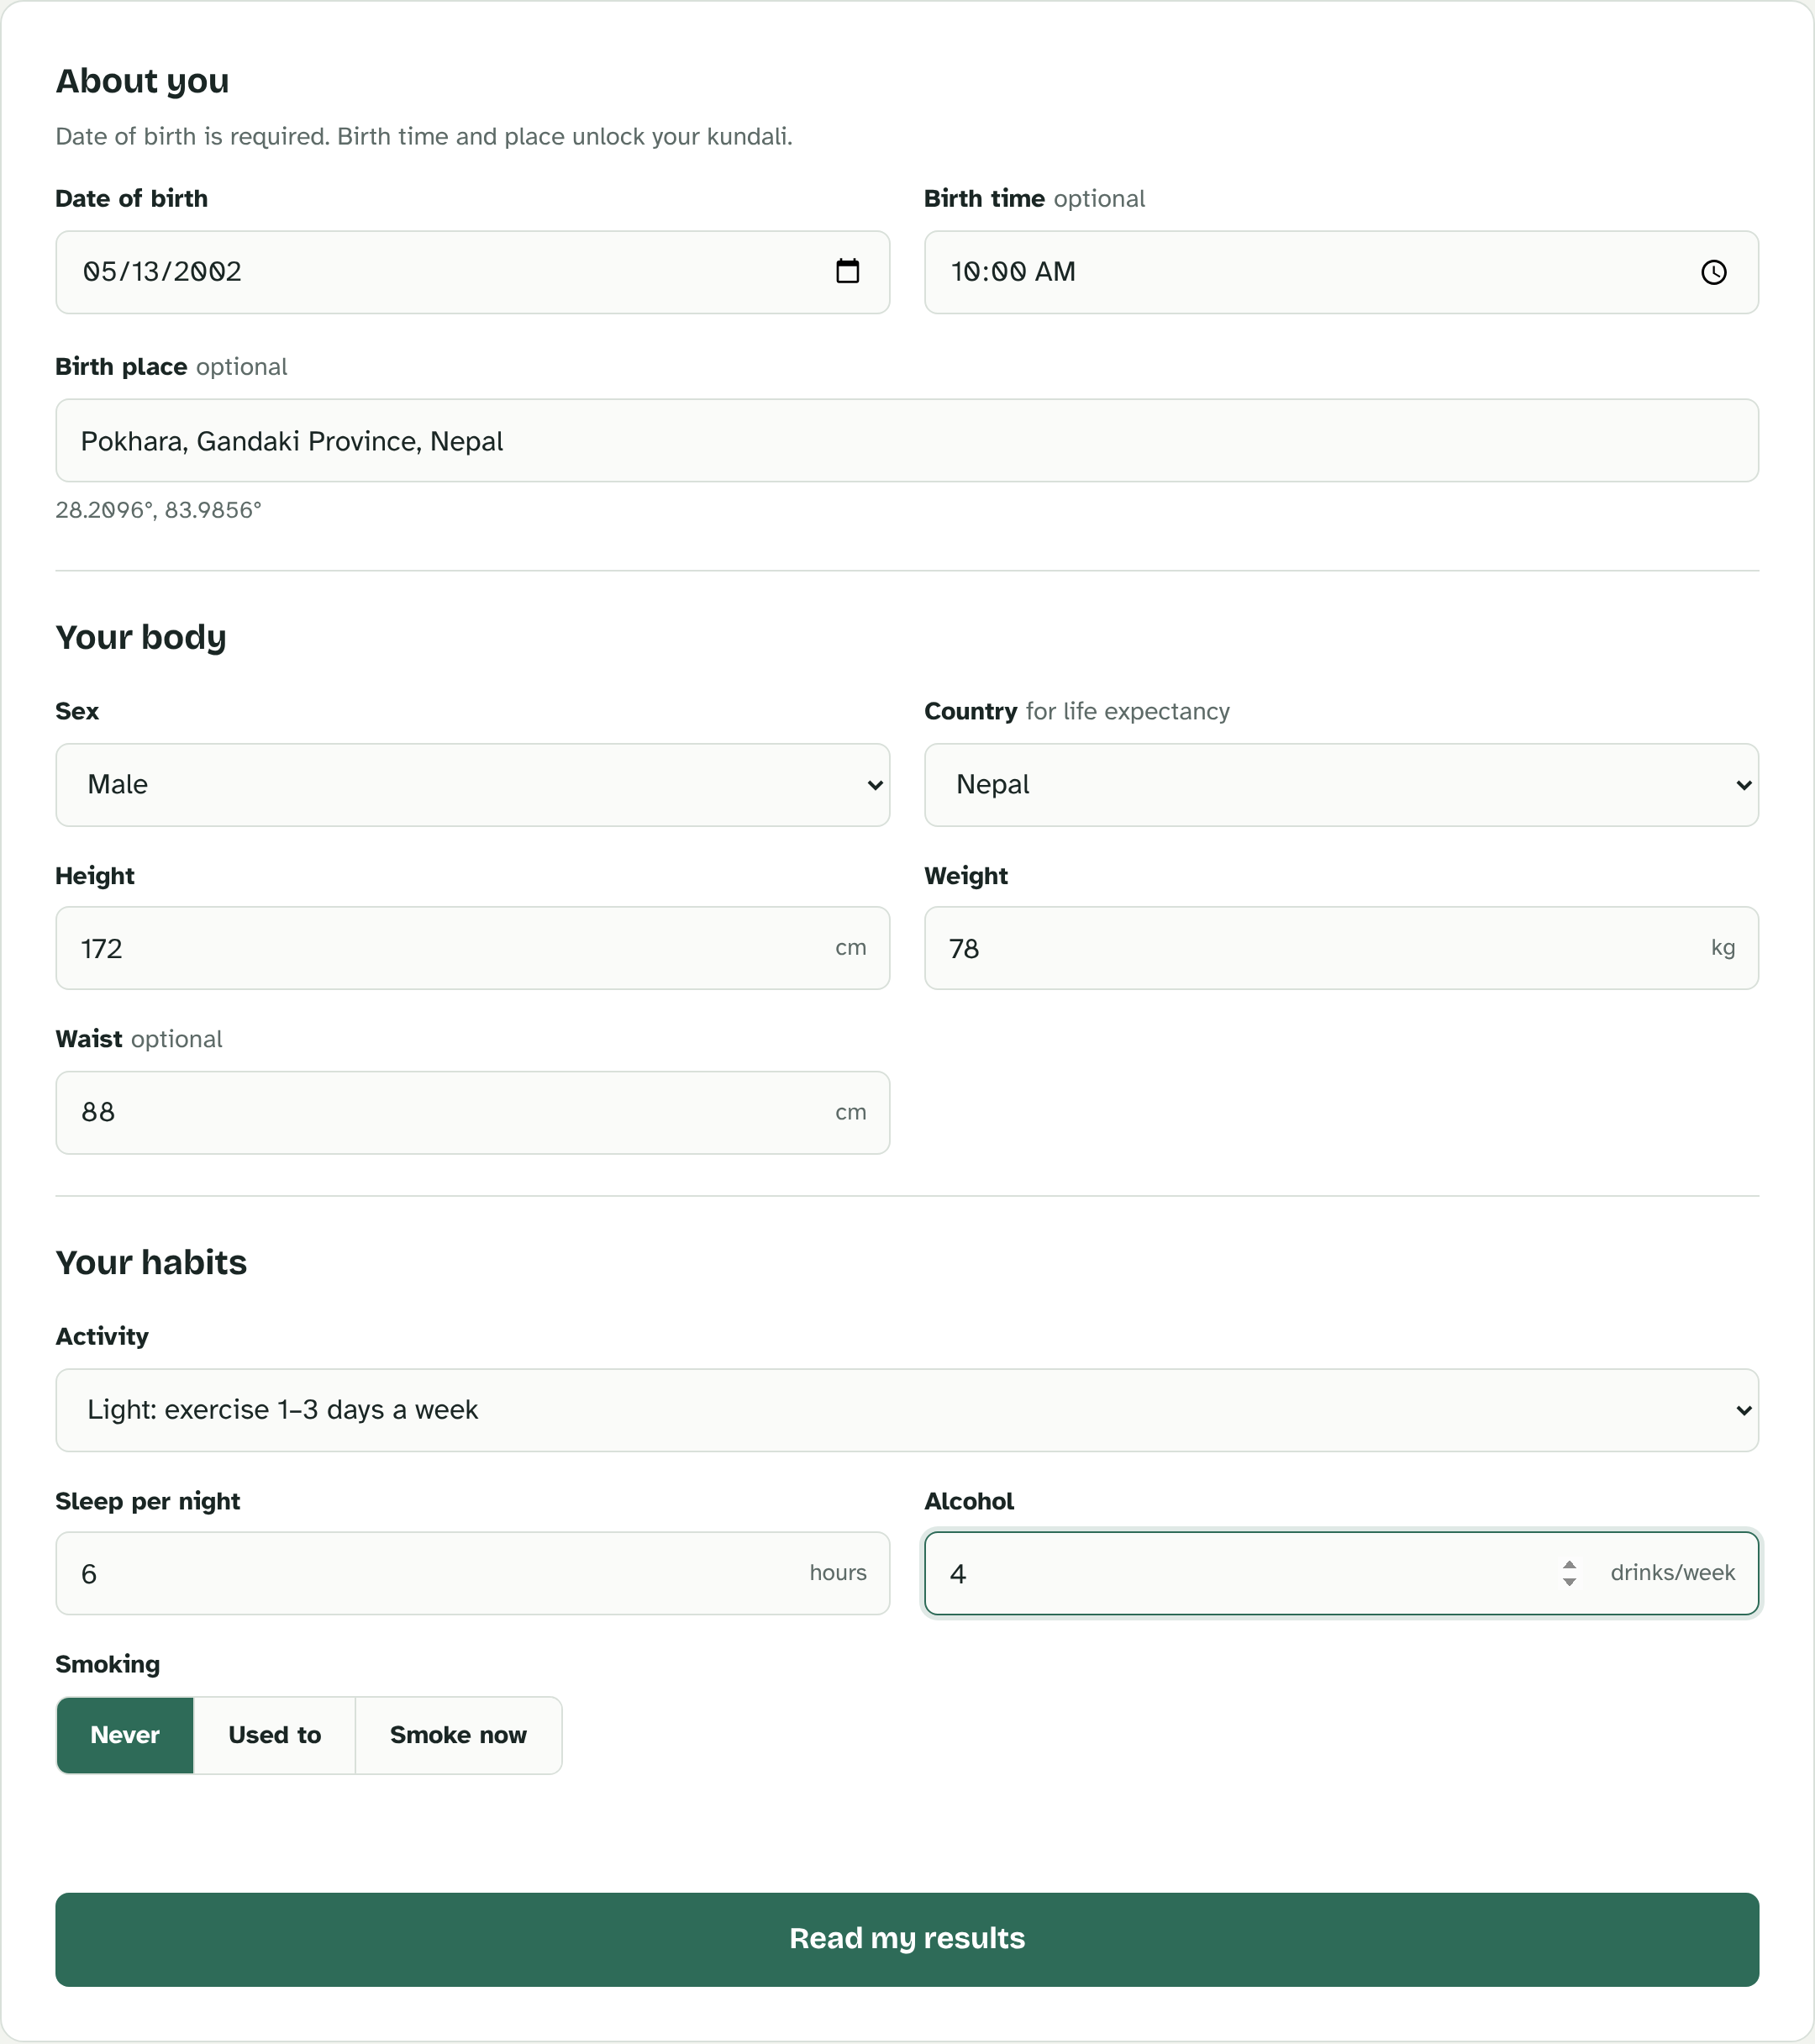 About you
Date of birth is required. Birth time and place unlock your kundali.
Date of birth
Birth time optional
05/13/2002
10:00 AM
Birth place optional
Pokhara, Gandaki Province, Nepal
28.2096°, 83.9856°
Your body
Sex
Country for life expectancy
Male
Nepal
Height
Weight
172 cm
78 kg
Waist optional
88 cm
Your habits
Activity
Light: exercise 1–3 days a week
Sleep per night
Alcohol
6 hours
4 drinks/week
Smoking
Never
Used to
Smoke now
Read my results